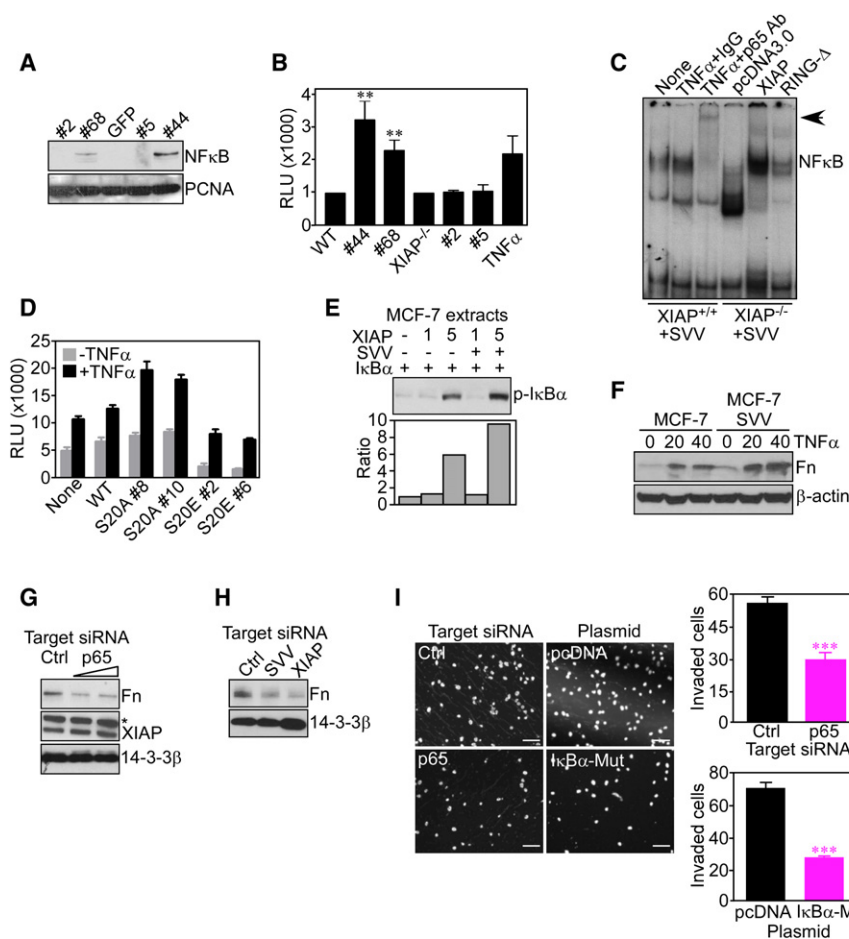 A
#2 #68 GFP #5 #44
NFκB
PCNA
B
RLU (x1000)
4
3
2
1
0
** **
WT #44 #68 XIAP-/- #2 #5 TNFα
C
None TNFα+IgG TNFα+p65 Ab pcDNA3.0 XIAP RING-Δ
NFκB
XIAP+/+ XIAP-/-
+SVV +SVV
D
RLU (x1000)
25
20
15
10
5
0
-TNFα
+TNFα
None WT S20A #8 S20A #10 S20E #2 S20E #6
E
MCF-7 extracts
XIAP - 1 5 1 5
SVV - - - + +
IκBα + + + + +
p-IκBα
Ratio
10
8
6
4
2
0
F
MCF-7
MCF-7 SVV
0 20 40 0 20 40 TNFα
Fn
β-actin
G
Target siRNA
Ctrl p65
Fn
*
XIAP
14-3-3β
H
Target siRNA
Ctrl SVV XIAP
Fn
14-3-3β
I
Target siRNA Plasmid
Ctrl pcDNA
p65 IκBα-Mut
Invaded cells
60
30
0
***
Ctrl p65
Target siRNA
Invaded cells
80
60
40
20
0
***
pcDNA IκBα-M
Plasmid